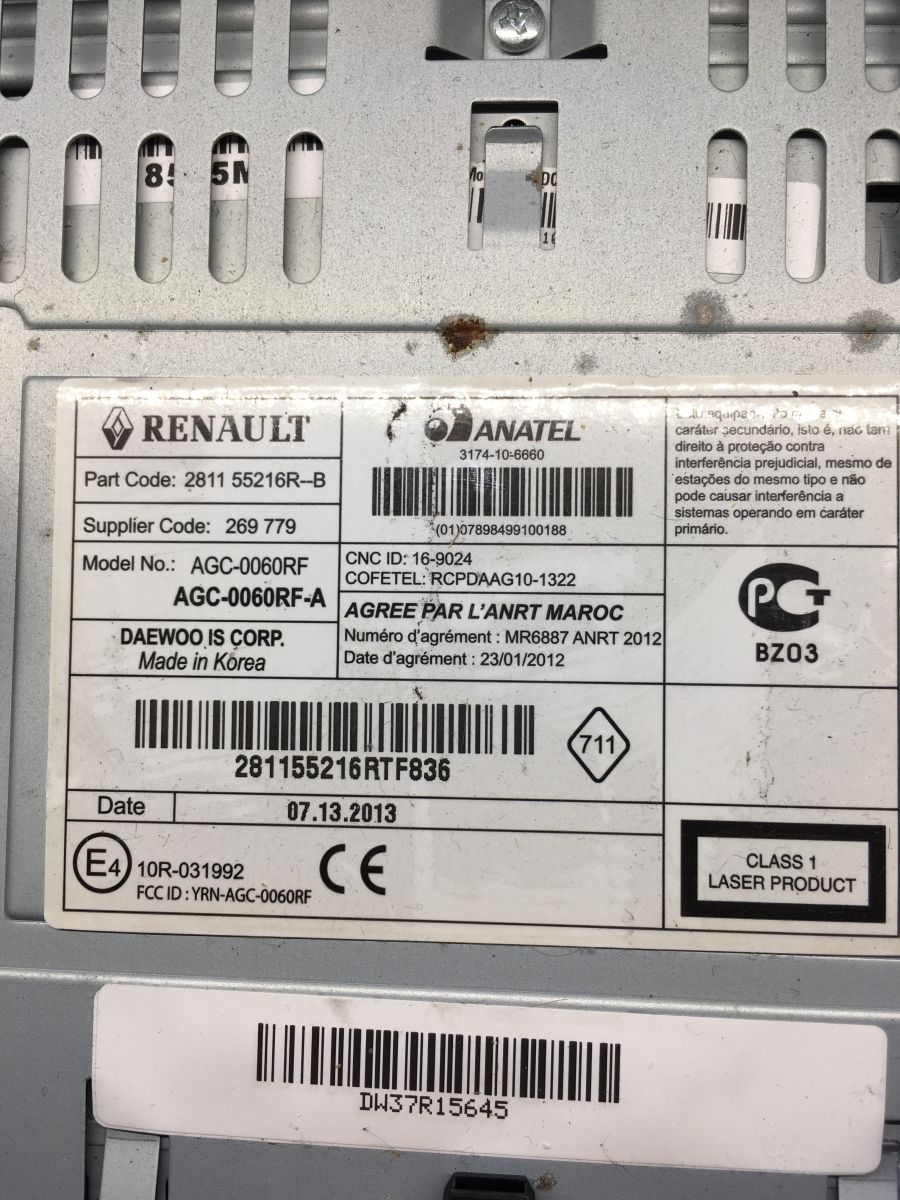 85
5M
Mo
DC
16
RENAULT
Part Code: 2811 55216R--B
Supplier Code: 269 779
Model No.: AGC-0060RF
AGC-0060RF-A
DAEWOO IS CORP.
Made in Korea
ANATEL
3174-10-6660
(01)07898499100188
CNC ID: 16-9024
COFETEL: RCPDAAG10-1322
AGREE PAR L'ANRT MAROC
Numéro d'agrément : MR6887 ANRT 2012
Date d'agrément : 23/01/2012
caráter secundário, isto é, não tem
direito à proteção contra
interferência prejudicial, mesmo de
estações do mesmo tipo e não
pode causar interferência a
sistemas operando em caráter
primário.
PCT
BZ03
281155216RTF836
711
Date
07.13.2013
E4
10R-031992
FCC ID : YRN-AGC-0060RF
CE
CLASS 1
LASER PRODUCT
DW37R15645